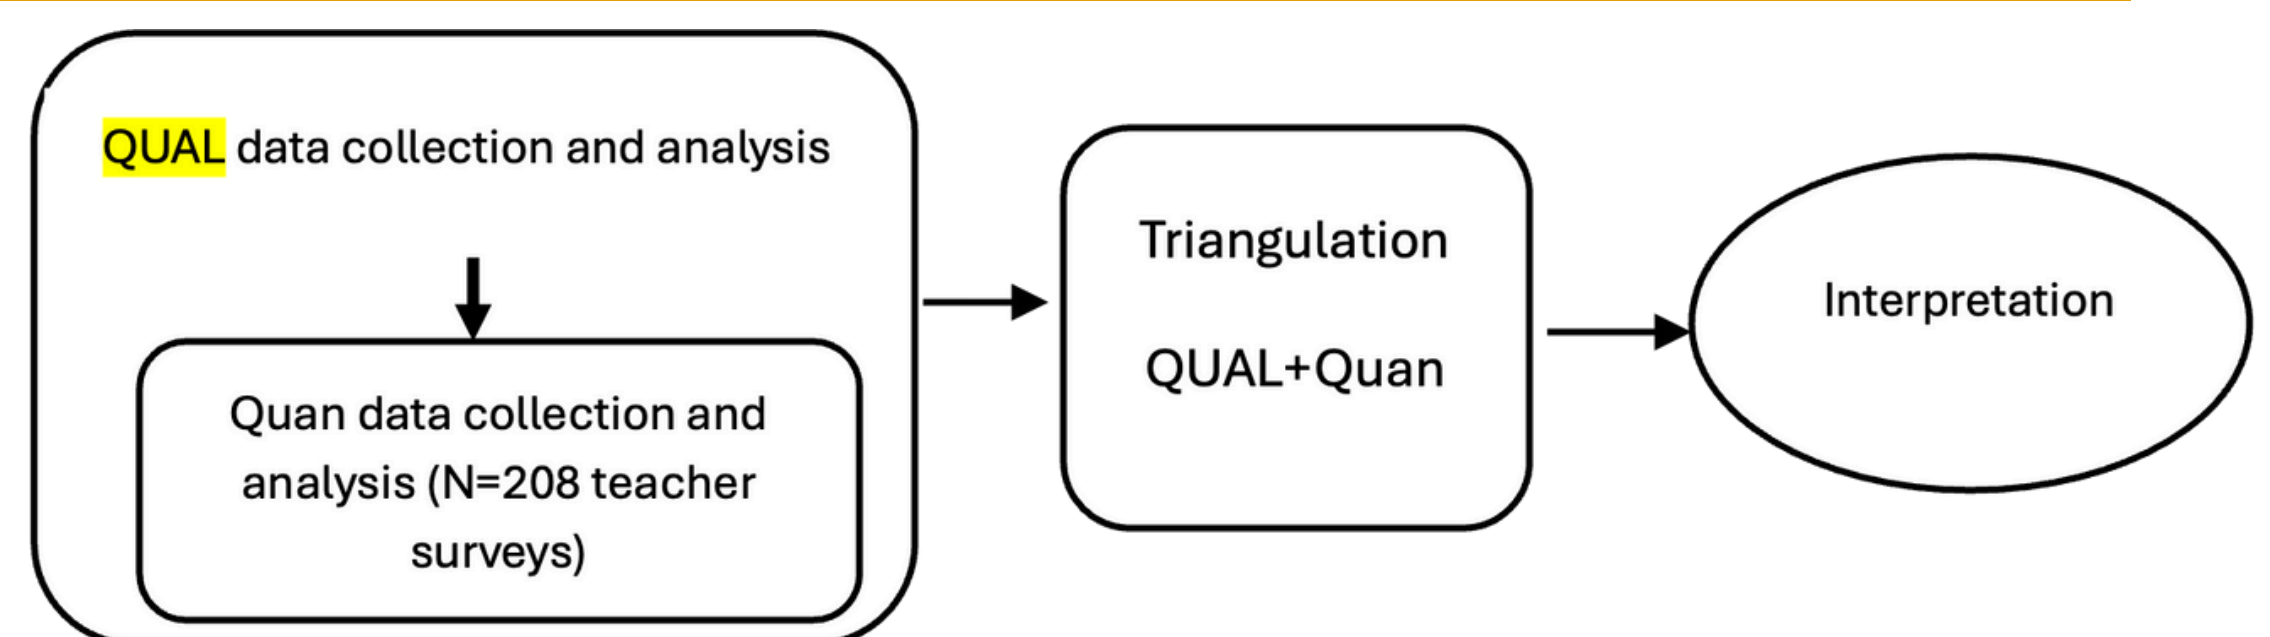 QUAL data collection and analysis
Quan data collection and
analysis (N=208 teacher
surveys)
Triangulation
QUAL+Quan
Interpretation